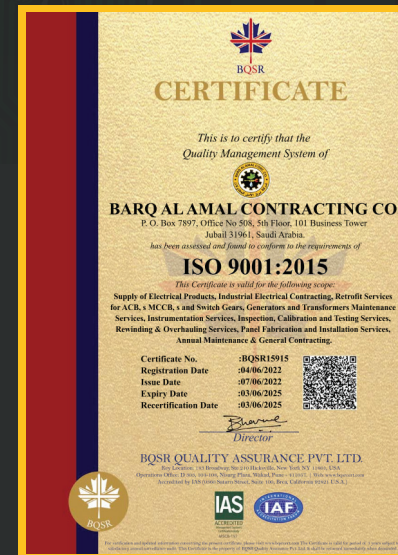 BQSR
CERTIFICATE
This is to certify that the
Quality Management System of
BARQ AL AMAL CONTRACTING CO
P. O. Box 7897, Office No 508, 5th Floor, 101 Business Tower
Jubail 31961, Saudi Arabia.
has been assessed and found to conform to the requirements of
ISO 9001:2015
This Certificate is valid for the following scope:
Supply of Electrical Products, Industrial Electrical Contracting, Retrofit Services
for ACB, s MCCB, s and Switch Gears, Generators and Transformers Maintenance
Services, Instrumentation Services, Inspection, Calibration and Testing Services,
Rewinding & Overhauling Services, Panel Fabrication and Installation Services,
Annual Maintenance & General Contracting.
Certificate No. :BQSR15915
Registration Date :04/06/2022
Issue Date :07/06/2022
Expiry Date :03/06/2025
Recertification Date :03/06/2025
Director
BQSR QUALITY ASSURANCE PVT. LTD.
BQSR
IAS
ACCREDITED
IAF